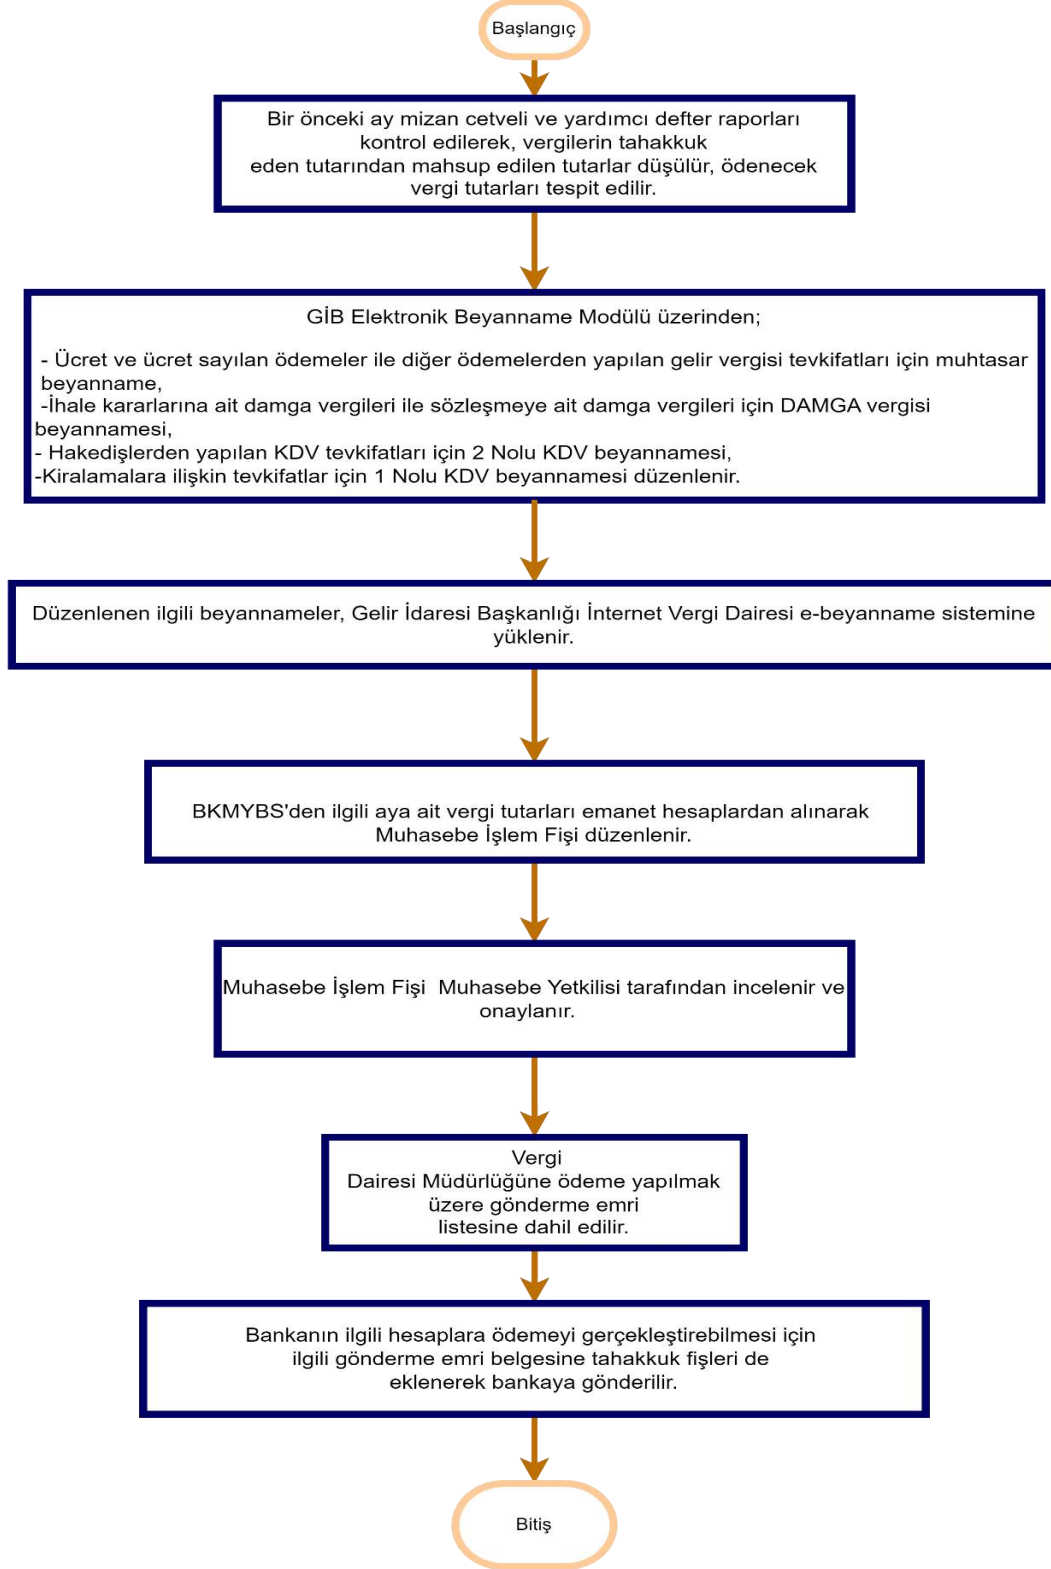 Başlangıç
Bir önceki ay mizan cetveli ve yardımcı defter raporları
kontrol edilerek, vergilerin tahakkuk
eden tutarından mahsup edilen tutarlar düşülür, ödenecek
vergi tutarları tespit edilir.
GİB Elektronik Beyanname Modülü üzerinden;
- Ücret ve ücret sayılan ödemeler ile diğer ödemelerden yapılan gelir vergisi tevkifatları için muhtasar
beyanname,
-İhale kararlarına ait damga vergileri ile sözleşmeye ait damga vergileri için DAMGA vergisi
beyannamesi,
- Hakedişlerden yapılan KDV tevkifatları için 2 Nolu KDV beyannamesi,
-Kiralamalara ilişkin tevkifatlar için 1 Nolu KDV beyannamesi düzenlenir.
Düzenlenen ilgili beyannameler, Gelir İdaresi Başkanlığı İnternet Vergi Dairesi e-beyanname sistemine
yüklenir.
BKMYBS'den ilgili aya ait vergi tutarları emanet hesaplardan alınarak
Muhasebe İşlem Fişi düzenlenir.
Muhasebe İşlem Fişi  Muhasebe Yetkilisi tarafından incelenir ve
onaylanır.
Vergi
Dairesi Müdürlüğüne ödeme yapılmak
üzere gönderme emri
listesine dahil edilir.
Bankanın ilgili hesaplara ödemeyi gerçekleştirebilmesi için
ilgili gönderme emri belgesine tahakkuk fişleri de
eklenerek bankaya gönderilir.
Bitiş